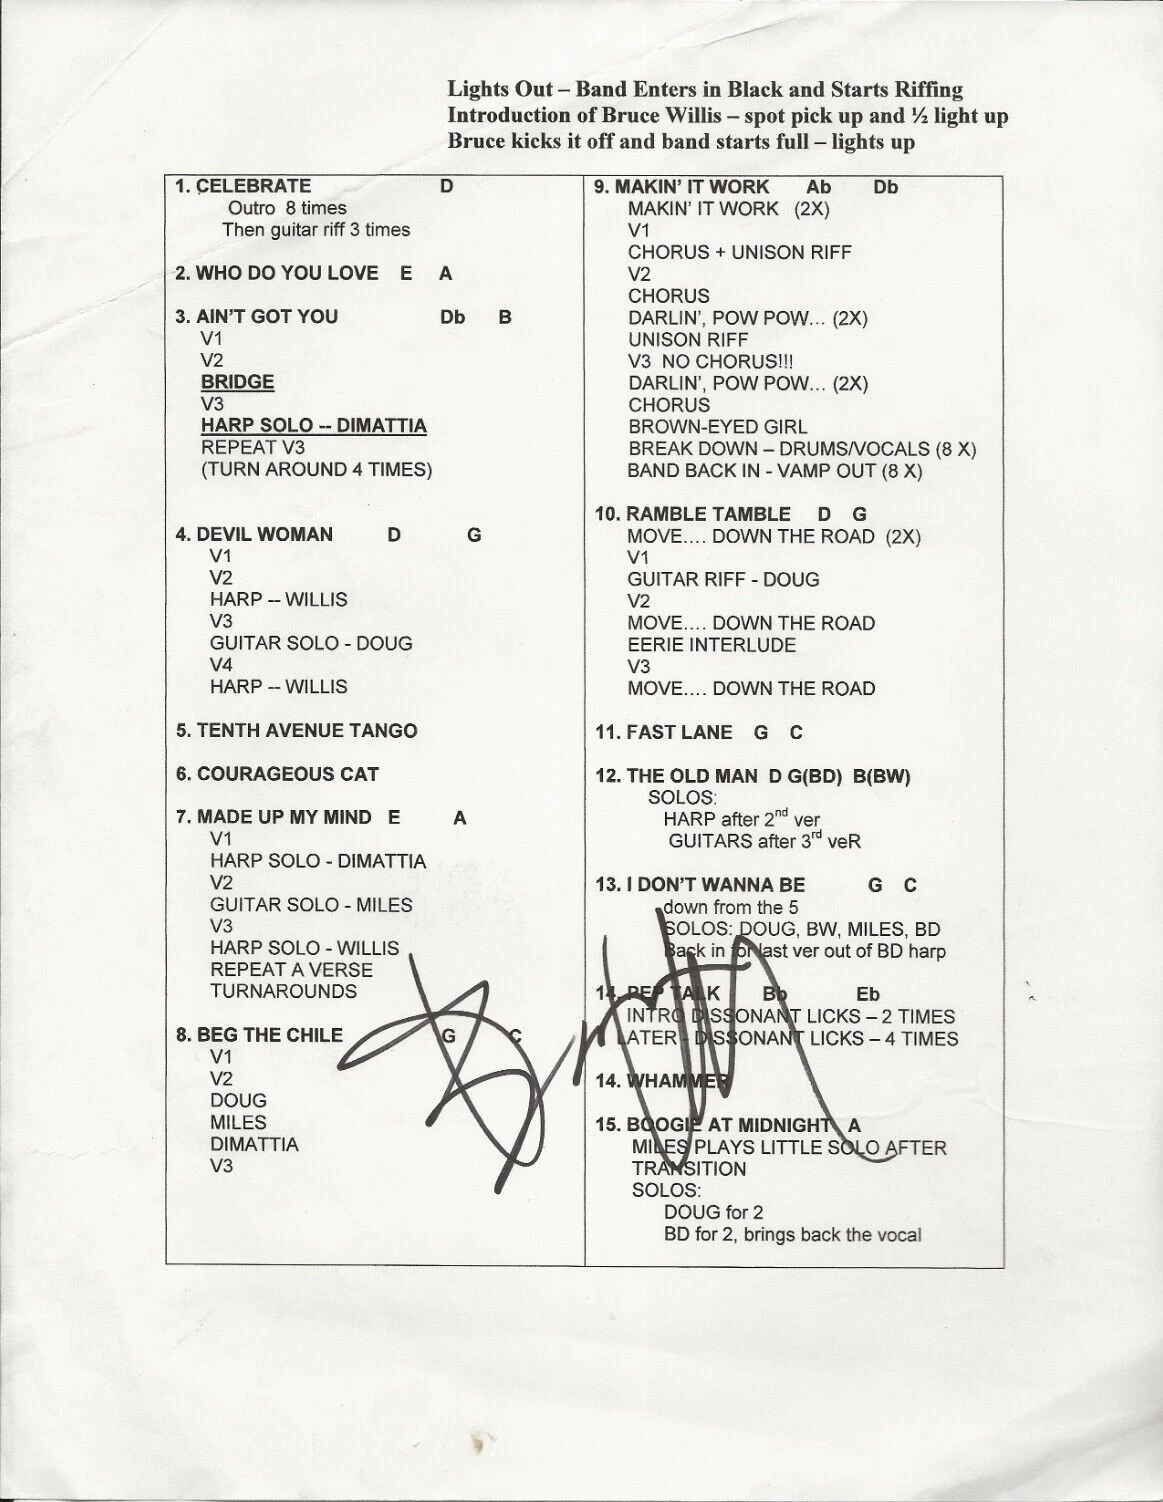 Lights Out – Band Enters in Black and Starts Riffing
Introduction of Bruce Willis – spot pick up and ½ light up
Bruce kicks it off and band starts full – lights up
1. CELEBRATE D
Outro 8 times
Then guitar riff 3 times
2. WHO DO YOU LOVE E A
3. AIN'T GOT YOU Db B
V1
V2
BRIDGE
V3
HARP SOLO -- DIMATTIA
REPEAT V3
(TURN AROUND 4 TIMES)
4. DEVIL WOMAN D G
V1
V2
HARP -- WILLIS
V3
GUITAR SOLO - DOUG
V4
HARP -- WILLIS
5. TENTH AVENUE TANGO
6. COURAGEOUS CAT
7. MADE UP MY MIND E A
V1
HARP SOLO - DIMATTIA
V2
GUITAR SOLO - MILES
V3
HARP SOLO - WILLIS
REPEAT A VERSE
TURNAROUNDS
8. BEG THE CHILE G C
V1
V2
DOUG
MILES
DIMATTIA
V3
9. MAKIN' IT WORK Ab Db
MAKIN' IT WORK (2X)
V1
CHORUS + UNISON RIFF
V2
CHORUS
DARLIN', POW POW... (2X)
UNISON RIFF
V3 NO CHORUS!!!
DARLIN', POW POW... (2X)
CHORUS
BROWN-EYED GIRL
BREAK DOWN – DRUMS/VOCALS (8 X)
BAND BACK IN - VAMP OUT (8 X)
10. RAMBLE TAMBLE D G
MOVE.... DOWN THE ROAD (2X)
V1
GUITAR RIFF - DOUG
V2
MOVE.... DOWN THE ROAD
EERIE INTERLUDE
V3
MOVE.... DOWN THE ROAD
11. FAST LANE G C
12. THE OLD MAN D G(BD) B(BW)
SOLOS:
HARP after 2nd ver
GUITARS after 3rd veR
13. I DON'T WANNA BE G C
down from the 5
SOLOS: DOUG, BW, MILES, BD
Back in for last ver out of BD harp
14. PEP TALK Bb Eb
INTRO DISSONANT LICKS – 2 TIMES
LATER - DISSONANT LICKS – 4 TIMES
14. WHAMMER
15. BOOGIE AT MIDNIGHT A
MILES PLAYS LITTLE SOLO AFTER
TRANSITION
SOLOS:
DOUG for 2
BD for 2, brings back the vocal